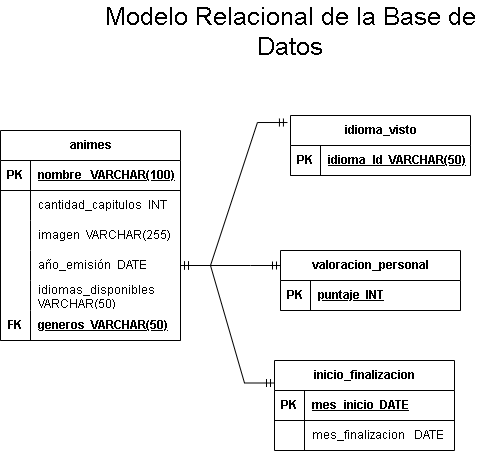 Modelo Relacional de la Base de
Datos
animes
PK nombre VARCHAR(100)
cantidad_capitulos INT
imagen VARCHAR(255)
año_emisión DATE
idiomas_disponibles
VARCHAR(50)
FK generos VARCHAR(50)
idioma_visto
PK idioma_Id VARCHAR(50)
valoracion_personal
PK puntaje INT
inicio_finalizacion
PK mes_inicio DATE
mes_finalizacion DATE